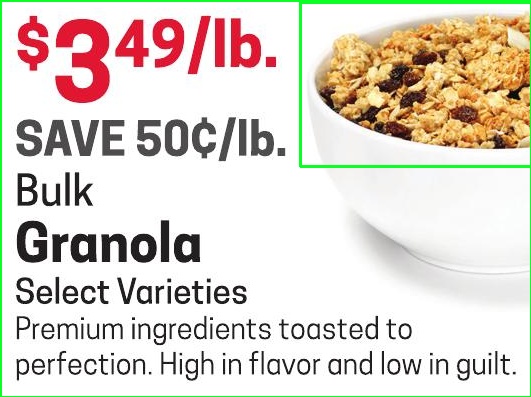 $3 49/lb.
SAVE 50¢/lb.
Bulk
Granola
Select Varieties
Premium ingredients toasted to
perfection. High in flavor and low in guilt.